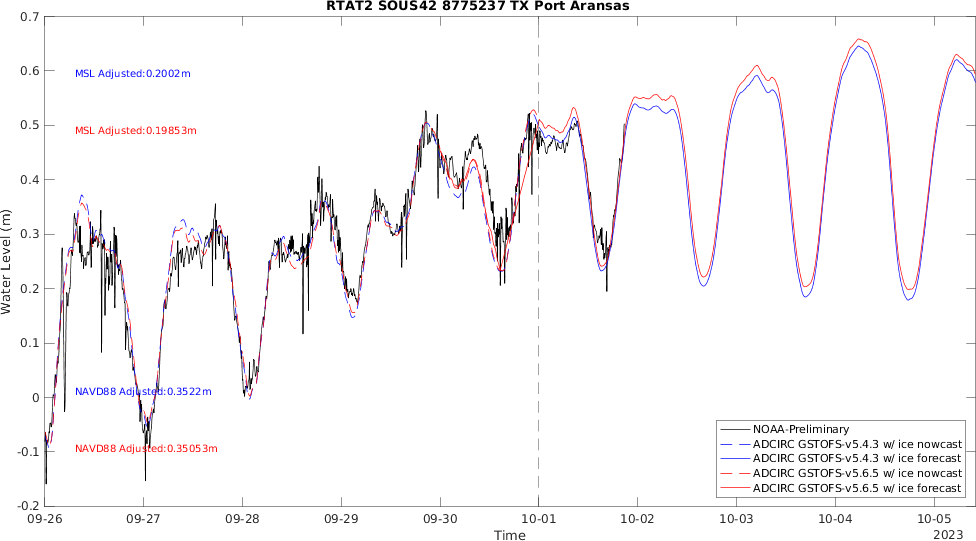 RTAT2 SOUS42 8775237 TX Port Aransas
0.7
0.6
0.5
0.4
0.3
0.2
0.1
0
-0.1
-0.2
Water Level (m)
MSL Adjusted:0.2002m
MSL Adjusted:0.19853m
NAVD88 Adjusted:0.3522m
NAVD88 Adjusted:0.35053m
NOAA-Preliminary
ADCIRC GSTOFS-v5.4.3 w/ ice nowcast
ADCIRC GSTOFS-v5.4.3 w/ ice forecast
ADCIRC GSTOFS-v5.6.5 w/ ice nowcast
ADCIRC GSTOFS-v5.6.5 w/ ice forecast
09-26 09-27 09-28 09-29 09-30 10-01 10-02 10-03 10-04 10-05
Time
2023